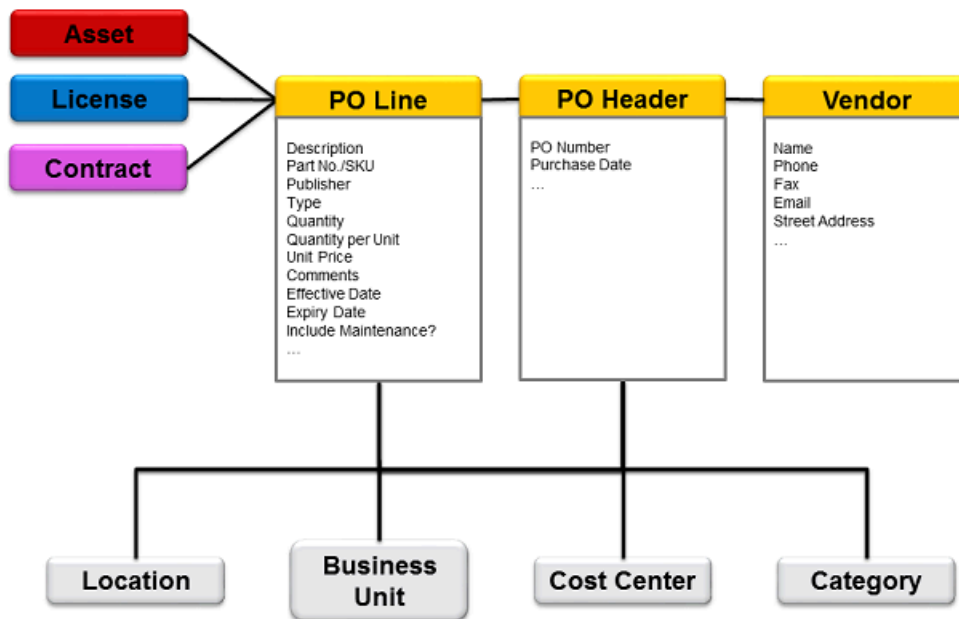 Asset
License
Contract
PO Line
Description
Part No./SKU
Publisher
Type
Quantity
Quantity per Unit
Unit Price
Comments
Effective Date
Expiry Date
Include Maintenance?
...
PO Header
PO Number
Purchase Date
...
Vendor
Name
Phone
Fax
Email
Street Address
...
Location
Business
Unit
Cost Center
Category